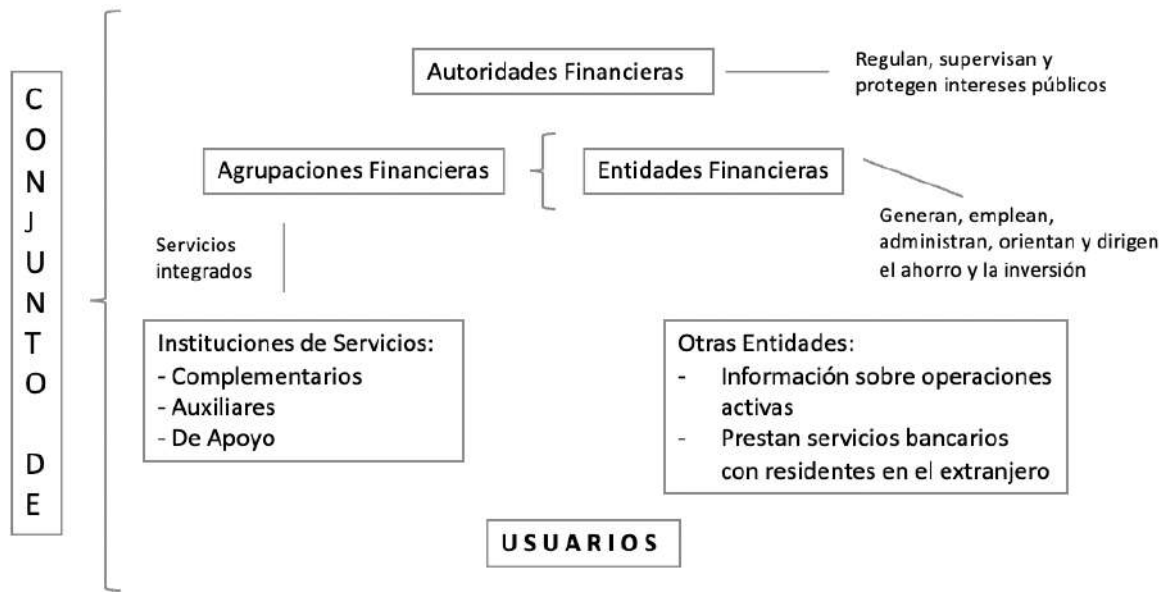 CONJUNTO DE
Autoridades Financieras
Regulan, supervisan y
protegen intereses públicos
Agrupaciones Financieras
Entidades Financieras
Generan, emplean,
administran, orientan y dirigen
el ahorro y la inversión
Servicios
integrados
Instituciones de Servicios:
- Complementarios
- Auxiliares
- De Apoyo
Otras Entidades:
- Información sobre operaciones
activas
- Prestan servicios bancarios
con residentes en el extranjero
USUARIOS